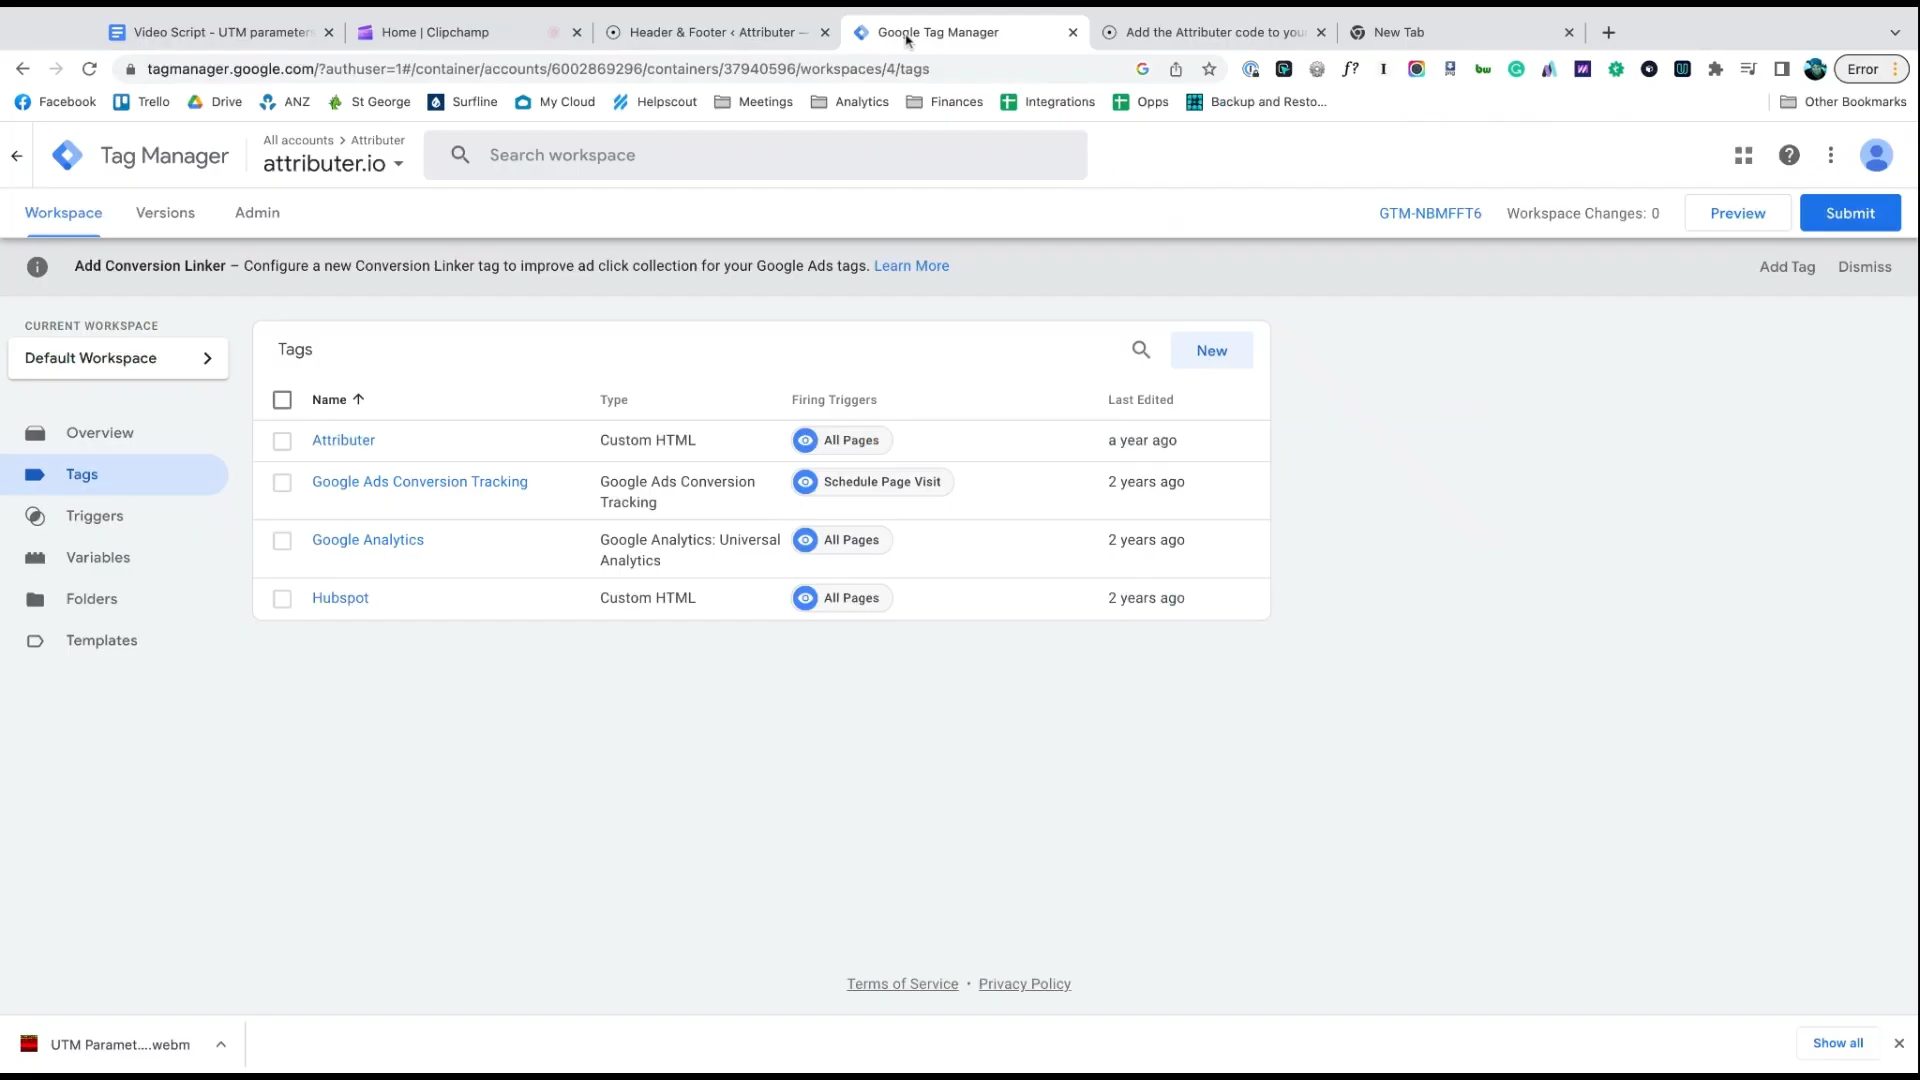 Video Script - UTM parameters
Home | Clipchamp
Header & Footer ‹ Attributer —
Google Tag Manager
Add the Attributer code to your
New Tab
tagmanager.google.com/?authuser=1#/container/accounts/6002869296/containers/37940596/workspaces/4/tags
Error
Facebook
Trello
Drive
ANZ
St George
Surfline
My Cloud
Helpscout
Meetings
Analytics
Finances
Integrations
Opps
Backup and Resto...
Other Bookmarks
Tag Manager
All accounts > Attributer
attributer.io
Search workspace
Workspace
Versions
Admin
GTM-NBMFFT6
Workspace Changes: 0
Preview
Submit
Add Conversion Linker – Configure a new Conversion Linker tag to improve ad click collection for your Google Ads tags. Learn More
Add Tag
Dismiss
CURRENT WORKSPACE
Default Workspace
Overview
Tags
Triggers
Variables
Folders
Templates
Tags
New
Name
Type
Firing Triggers
Last Edited
Attributer
Custom HTML
All Pages
a year ago
Google Ads Conversion Tracking
Google Ads Conversion
Tracking
Schedule Page Visit
2 years ago
Google Analytics
Google Analytics: Universal
Analytics
All Pages
2 years ago
Hubspot
Custom HTML
All Pages
2 years ago
Terms of Service • Privacy Policy
UTM Paramet....webm
Show all